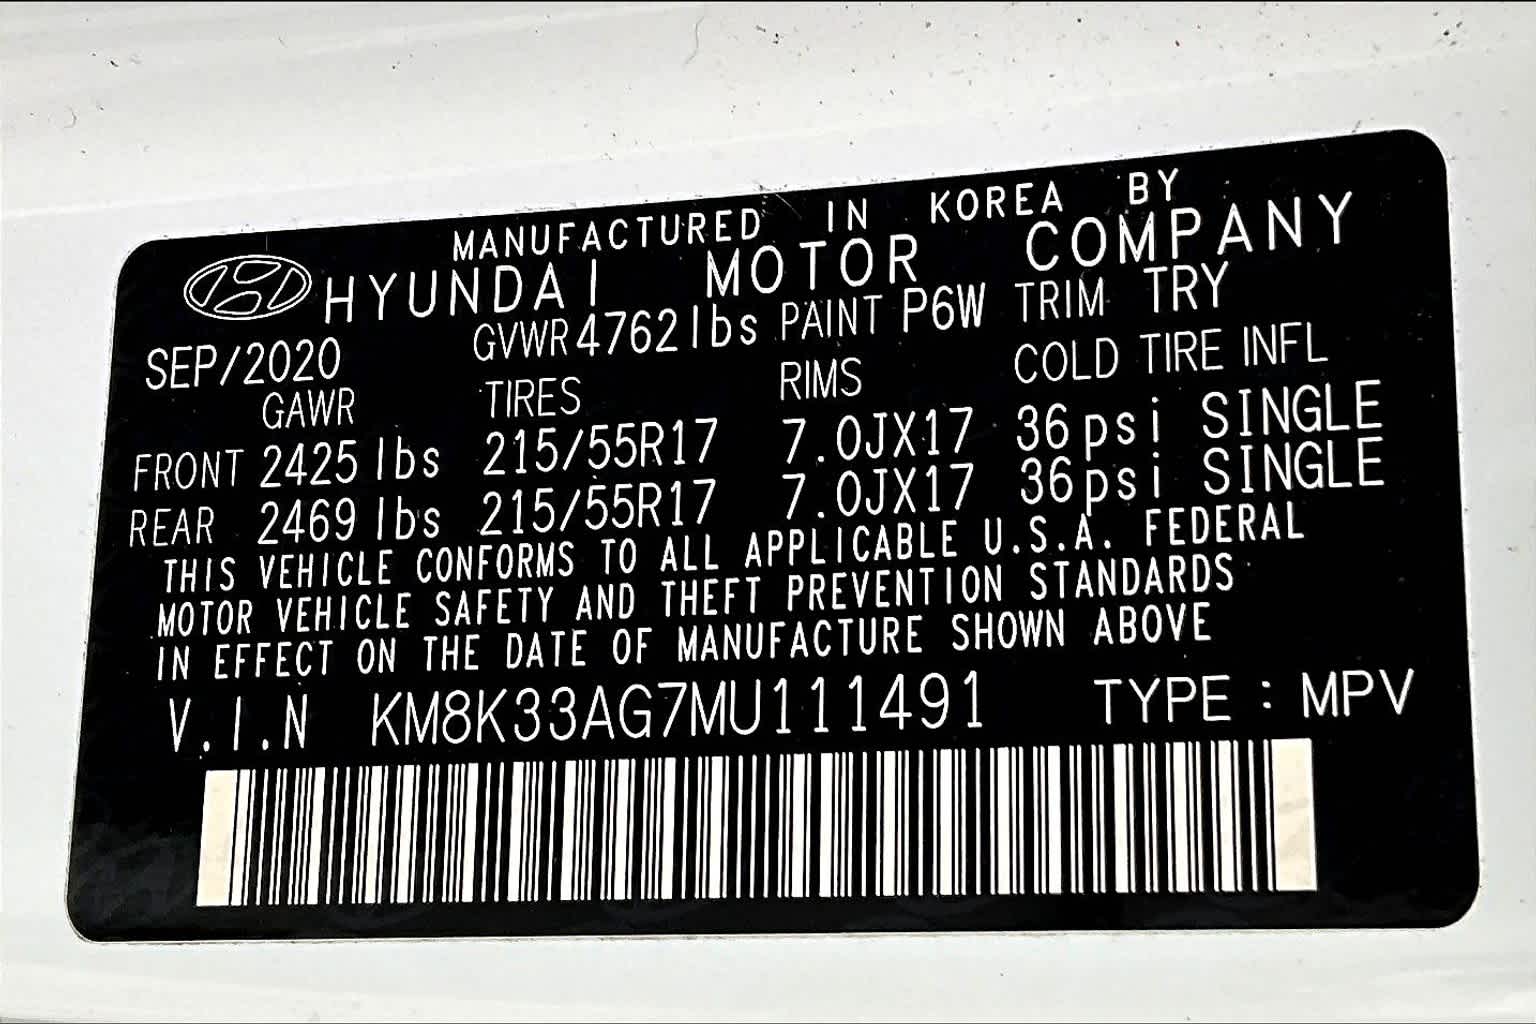 MANUFACTURED IN KOREA BY
HYUNDAI MOTOR COMPANY
SEP/2020 GVWR 4762lbs PAINT P6W TRIM TRY
GAWR TIRES RIMS COLD TIRE INFL
FRONT 2425 lbs 215/55R17 7.0JX17 36psi SINGLE
REAR 2469 lbs 215/55R17 7.0JX17 36psi SINGLE
THIS VEHICLE CONFORMS TO ALL APPLICABLE U.S.A. FEDERAL
MOTOR VEHICLE SAFETY AND THEFT PREVENTION STANDARDS
IN EFFECT ON THE DATE OF MANUFACTURE SHOWN ABOVE
V.I.N KM8K33AG7MU111491 TYPE : MPV